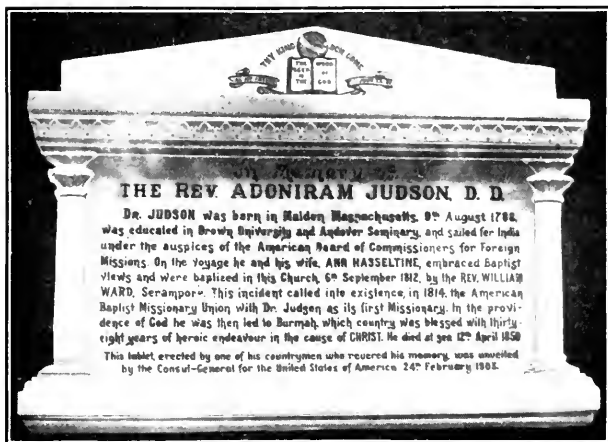 THY KINGDOM COME
THE WORD
IS OF
THE GOD
In Memory of
THE REV. ADONIRAM JUDSON, D. D.
DR. JUDSON was born in Malden Massachusetts, 9th August 1788,
was educated in Brown University and Andover Seminary, and sailed for India
under the auspices of the American Board of Commissioners for Foreign
Missions. On the voyage he and his wife, ANN HASSELTINE, embraced Baptist
views and were baptized in this Church, 6th September 1812, by the REV. WILLIAM
WARD, Serampore. This incident called into existence, in 1814, the American
Baptist Missionary Union with Dr. Judson as its first Missionary. In the provi-
dence of God he was then led to Burmah, which country was blessed with thirty-
eight years of heroic endeavour in the cause of CHRIST. He died at sea 12th April 1850
This tablet, erected by one of his countrymen who revered his memory, was unveiled
by the Consul-General for the United States of America 24th February 1908.